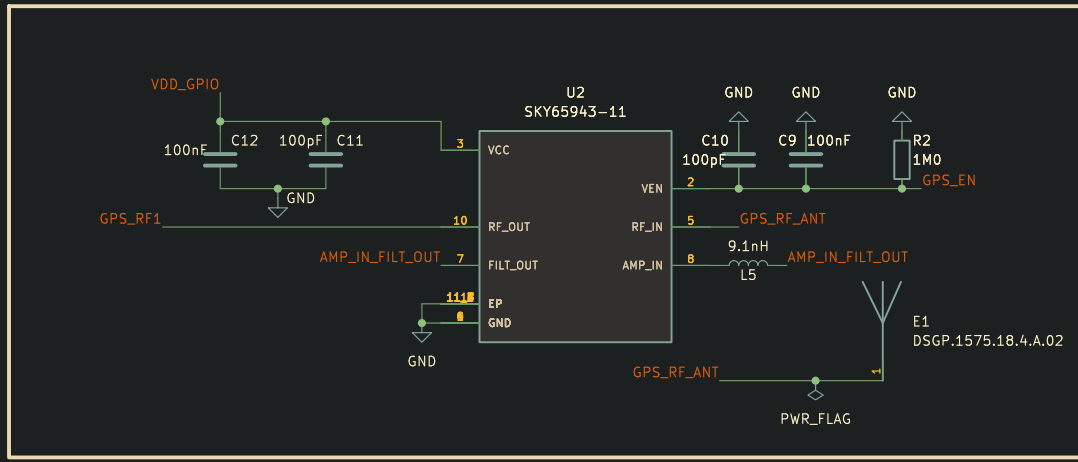 VDD_GPIO
U2
SKY65943-11
GND
GND
GND
C12
100nF
100pF
C11
3
VCC
C10
100pF
C9
100nF
R2
1M0
GND
VEN
2
GPS_EN
GPS_RF1
10
RF_OUT
RF_IN
5
GPS_RF_ANT
AMP_IN_FILT_OUT
7
FILT_OUT
AMP_IN
8
9.1nH
L5
AMP_IN_FILT_OUT
EP
GND
GND
E1
DSGP.1575.18.4.A.02
GPS_RF_ANT
1
PWR_FLAG